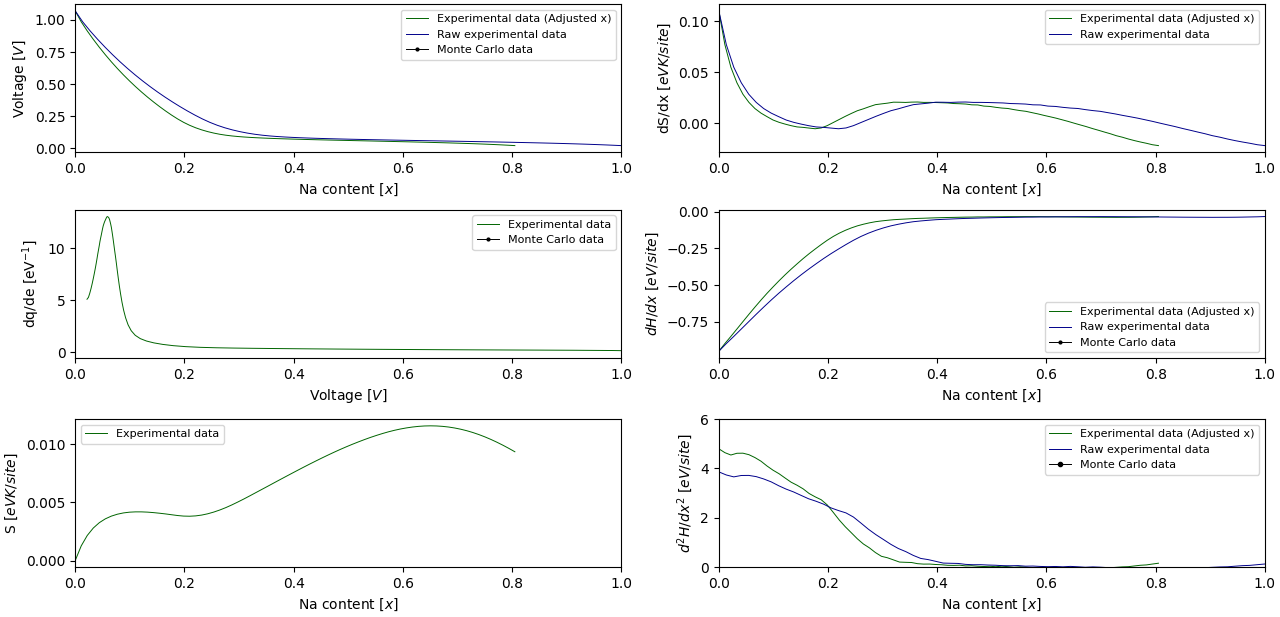 Voltage [V]
1.00
0.75
0.50
0.25
0.00
Experimental data (Adjusted x)
Raw experimental data
Monte Carlo data
0.0 0.2 0.4 0.6 0.8 1.0
Na content [x]
dS/dx [eVK/site]
0.10
0.05
0.00
Experimental data (Adjusted x)
Raw experimental data
0.0 0.2 0.4 0.6 0.8 1.0
Na content [x]
dq/de [eV⁻¹]
10
5
0
Experimental data
Monte Carlo data
0.0 0.2 0.4 0.6 0.8 1.0
Voltage [V]
dH/dx [eV/site]
0.00
−0.25
−0.50
−0.75
Experimental data (Adjusted x)
Raw experimental data
Monte Carlo data
0.0 0.2 0.4 0.6 0.8 1.0
Na content [x]
S [eVK/site]
0.010
0.005
0.000
Experimental data
0.0 0.2 0.4 0.6 0.8 1.0
Na content [x]
d²H/dx² [eV/site]
6
4
2
0
Experimental data (Adjusted x)
Raw experimental data
Monte Carlo data
0.0 0.2 0.4 0.6 0.8 1.0
Na content [x]